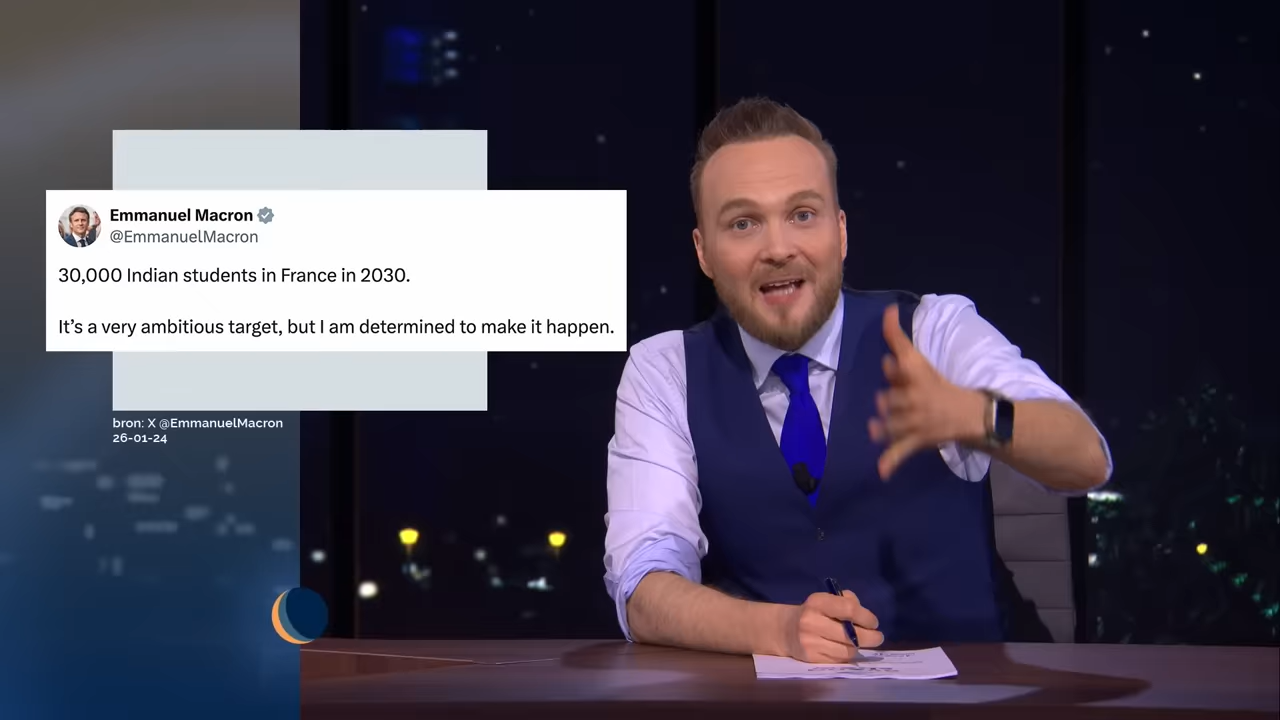 Emmanuel Macron
@EmmanuelMacron
30,000 Indian students in France in 2030.
It's a very ambitious target, but I am determined to make it happen.
bron: X @EmmanuelMacron
26-01-24